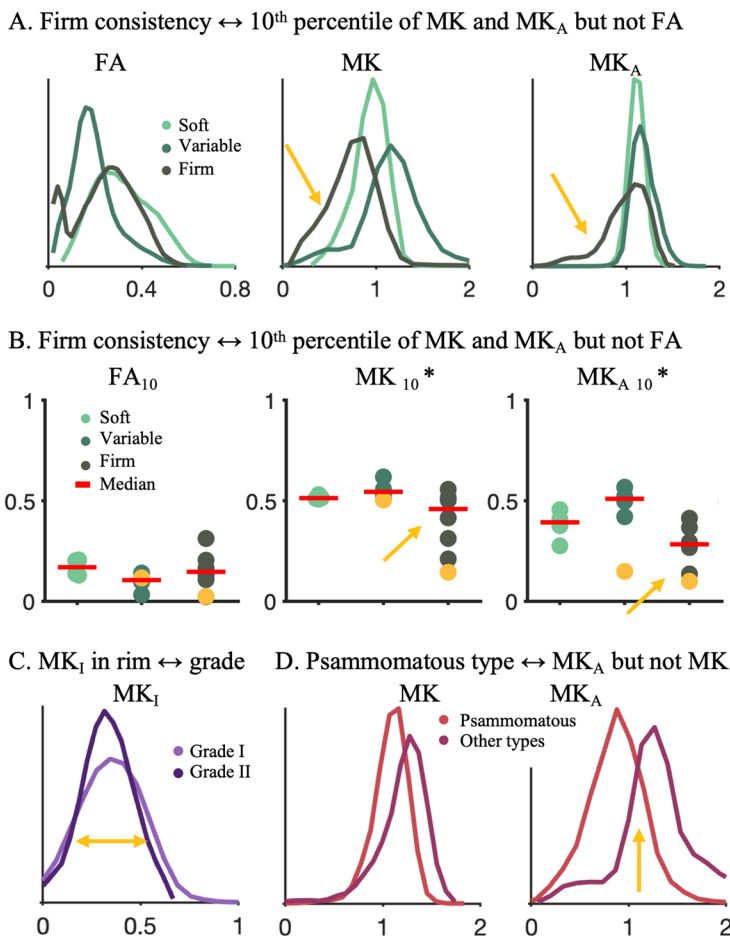 A. Firm consistency ↔ 10th percentile of MK and MKA but not FA
FA MK MKA
Soft
Variable
Firm
0 0.4 0.8 0 1 2 0 1 2
B. Firm consistency ↔ 10th percentile of MK and MKA but not FA
FA10 MK 10 * MKA 10 *
1 1 1
Soft
Variable
Firm
Median
0.5 0.5 0.5
0 0 0
C. MKI in rim ↔ grade D. Psammomatous type ↔ MKA but not MK
MKI MK MKA
Psammomatous
Other types
Grade I
Grade II
0 0.5 1 0 1 2 0 1 2